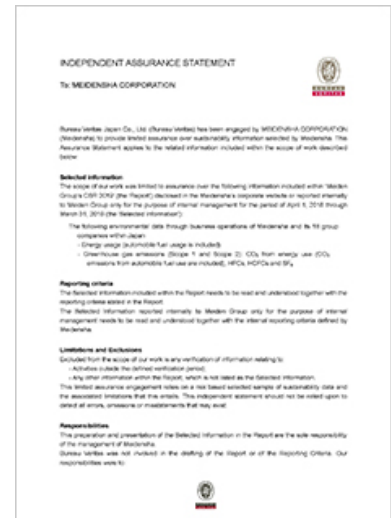 INDEPENDENT ASSURANCE STATEMENT
To: MEIDENSHA CORPORATION
BUREAU
VERITAS
Bureau Veritas Japan Co., Ltd. (Bureau Veritas) has been engaged by MEIDENSHA CORPORATION
(Meidensha) to provide limited assurance over sustainability information selected by Meidensha. This
Assurance Statement applies to the related information included within the scope of work described
below.
Selected information
The scope of our work was limited to assurance over the following information included within 'Meiden
Group's CSR 2019' (the 'Report') disclosed in the Meidensha's corporate website or reported internally
to Meiden Group only for the purpose of internal management for the period of April 1, 2018 through
March 31, 2019 (the 'Selected Information'):
The following environmental data through business operations of Meidensha and its group
companies within Japan
- Energy usage (automobile fuel usage is included)
- Greenhouse gas emissions (Scope 1 and Scope 2): CO₂ from energy use (CO₂
emissions from automobile fuel use are included), HFCs, HCFCs and SF₆
Reporting criteria
The Selected Information included within the Report needs to be read and understood together with the
reporting criteria stated in the Report.
The Selected Information reported internally to Meiden Group only for the purpose of internal
management needs to be read and understood together with the internal reporting criteria defined by
Meidensha.
Limitations and Exclusions
Excluded from the scope of our work is any verification of information relating to:
- Activities outside the defined verification period;
- Any other information within the Report, which is not listed as the Selected Information.
This limited assurance engagement relies on a risk based selected sample of sustainability data and
the associated limitations that this entails. This independent statement should not be relied upon to
detect all errors, omissions or misstatements that may exist.
Responsibilities
This preparation and presentation of the Selected Information in the Report are the sole responsibility
of the management of Meidensha.
Bureau Veritas was not involved in the drafting of the Report or of the Reporting Criteria. Our
responsibilities were to: